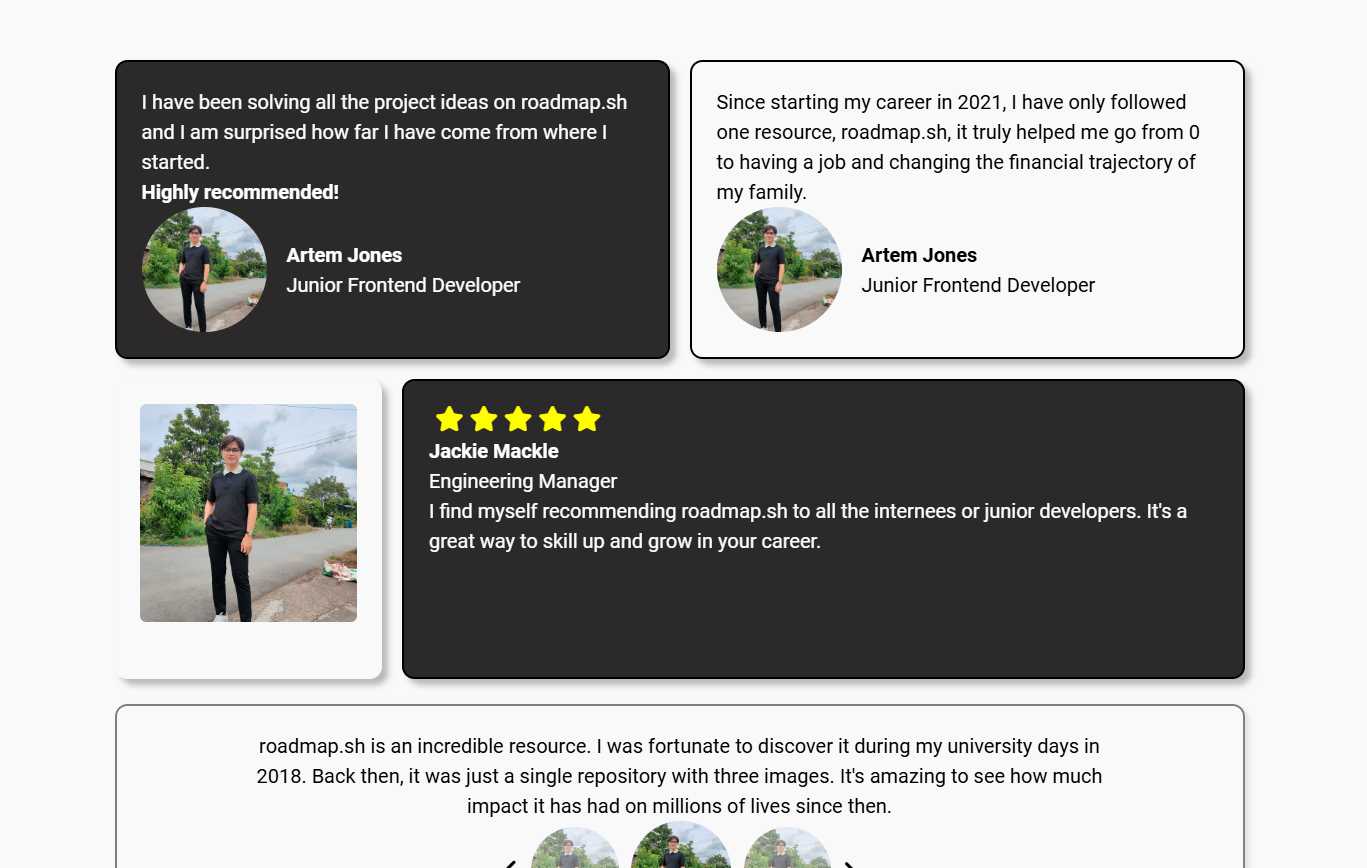 I have been solving all the project ideas on roadmap.sh
and I am surprised how far I have come from where I
started.
Highly recommended!
Artem Jones
Junior Frontend Developer
Since starting my career in 2021, I have only followed
one resource, roadmap.sh, it truly helped me go from 0
to having a job and changing the financial trajectory of
my family.
Artem Jones
Junior Frontend Developer
Jackie Mackle
Engineering Manager
I find myself recommending roadmap.sh to all the internees or junior developers. It's a
great way to skill up and grow in your career.
roadmap.sh is an incredible resource. I was fortunate to discover it during my university days in
2018. Back then, it was just a single repository with three images. It's amazing to see how much
impact it has had on millions of lives since then.